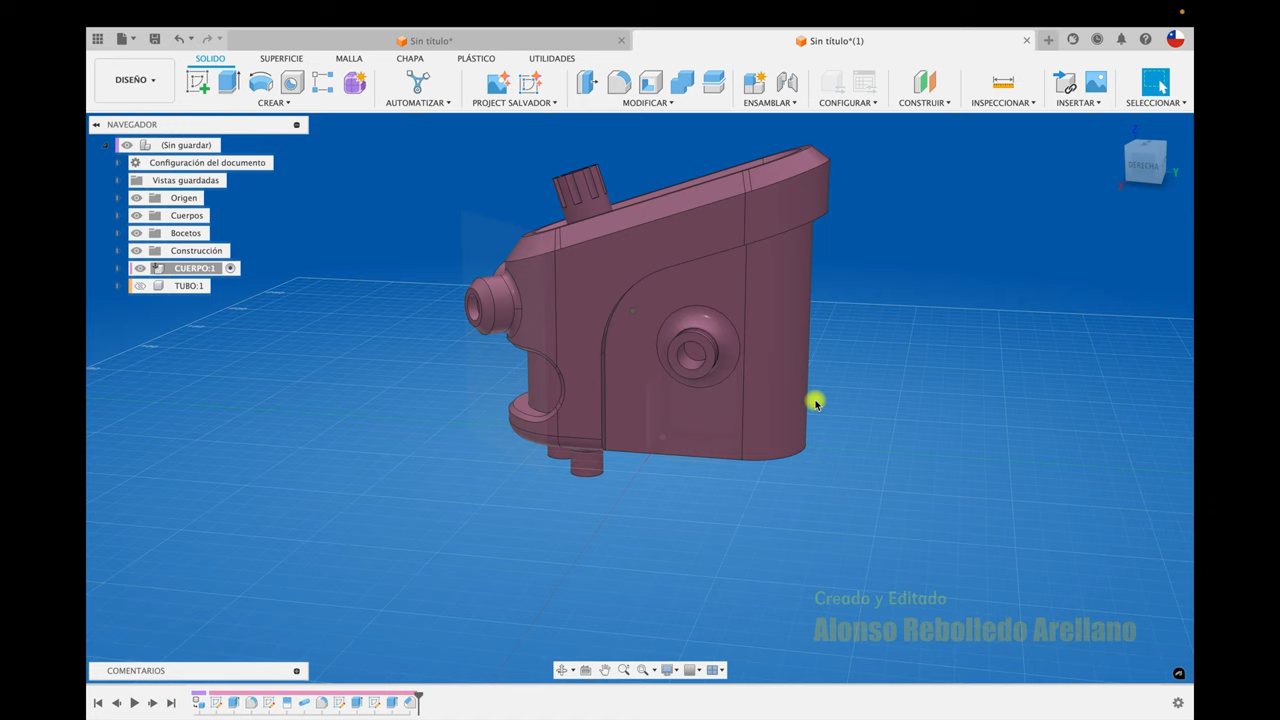 Sin título*
Sin título*(1)
SOLIDO SUPERFICIE MALLA CHAPA PLÁSTICO UTILIDADES
DISEÑO
CREAR AUTOMATIZAR PROJECT SALVADOR MODIFICAR ENSAMBLAR CONFIGURAR CONSTRUIR INSPECCIONAR INSERTAR SELECCIONAR
NAVEGADOR
(Sin guardar)
Configuración del documento
Vistas guardadas
Origen
Cuerpos
Bocetos
Construcción
CUERPO:1
TUBO:1
Z
DERECHA
Y
X
Creado y Editado
Alonso Rebolledo Arellano
COMENTARIOS